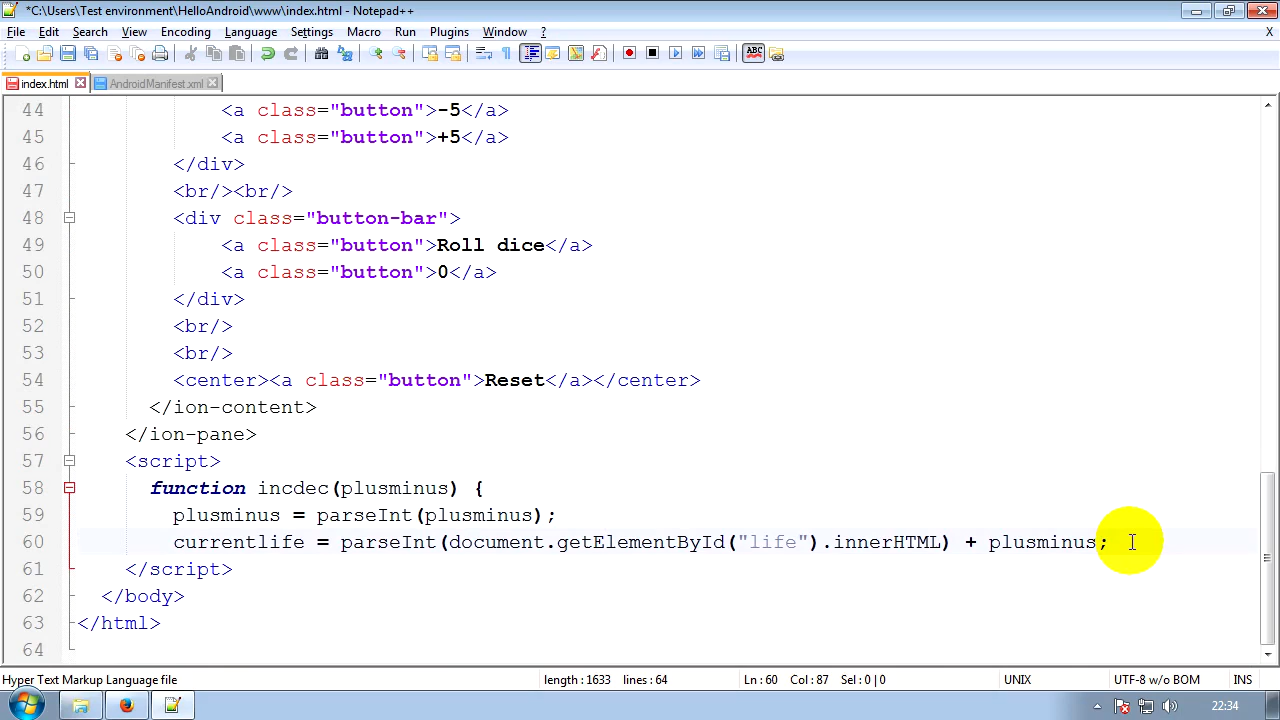 *C:\Users\Test environment\HelloAndroid\www\index.html - Notepad++
File Edit Search View Encoding Language Settings Macro Run Plugins Window ? X
ABC
index.html AndroidManifest.xml
44 <a class="button">-5</a>
45 <a class="button">+5</a>
46 </div>
47 <br/><br/>
48 <div class="button-bar">
49 <a class="button">Roll dice</a>
50 <a class="button">0</a>
51 </div>
52 <br/>
53 <br/>
54 <center><a class="button">Reset</a></center>
55 </ion-content>
56 </ion-pane>
57 <script>
58 function incdec(plusminus) {
59 plusminus = parseInt(plusminus);
60 currentlife = parseInt(document.getElementById("life").innerHTML) + plusminus;
61 </script>
62 </body>
63 </html>
64
Hyper Text Markup Language file length : 1633 lines : 64 Ln : 60 Col : 87 Sel : 0 | 0 UNIX UTF-8 w/o BOM INS
22:34